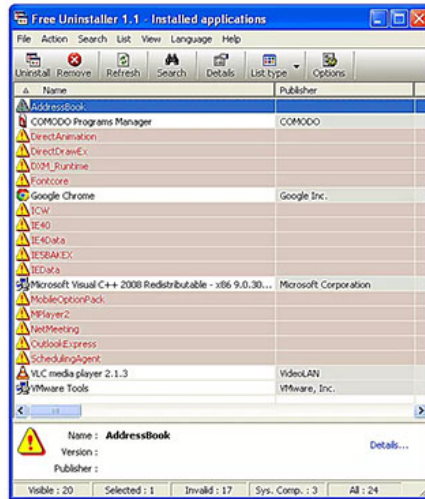 Free Uninstaller 1.1 - Installed applications
File Action Search List View Language Help
Uninstall Remove Refresh Search Details List type Options
Name Publisher
AddressBook
COMODO Programs Manager COMODO
DirectAnimation
DirectDrawEx
DXM_Runtime
Fontcore
Google Chrome Google Inc.
ICW
IE40
IE4Data
IE5BAKEX
IEData
Microsoft Visual C++ 2008 Redistributable - x86 9.0.30... Microsoft Corporation
MobileOptionPack
MPlayer2
NetMeeting
OutlookExpress
SchedulingAgent
VLC media player 2.1.3 VideoLAN
VMware Tools VMware, Inc.
Name : AddressBook
Version :
Details...
Publisher :
Visible : 20 Selected : 1 Invalid : 17 Sys. Comp. : 3 All : 24